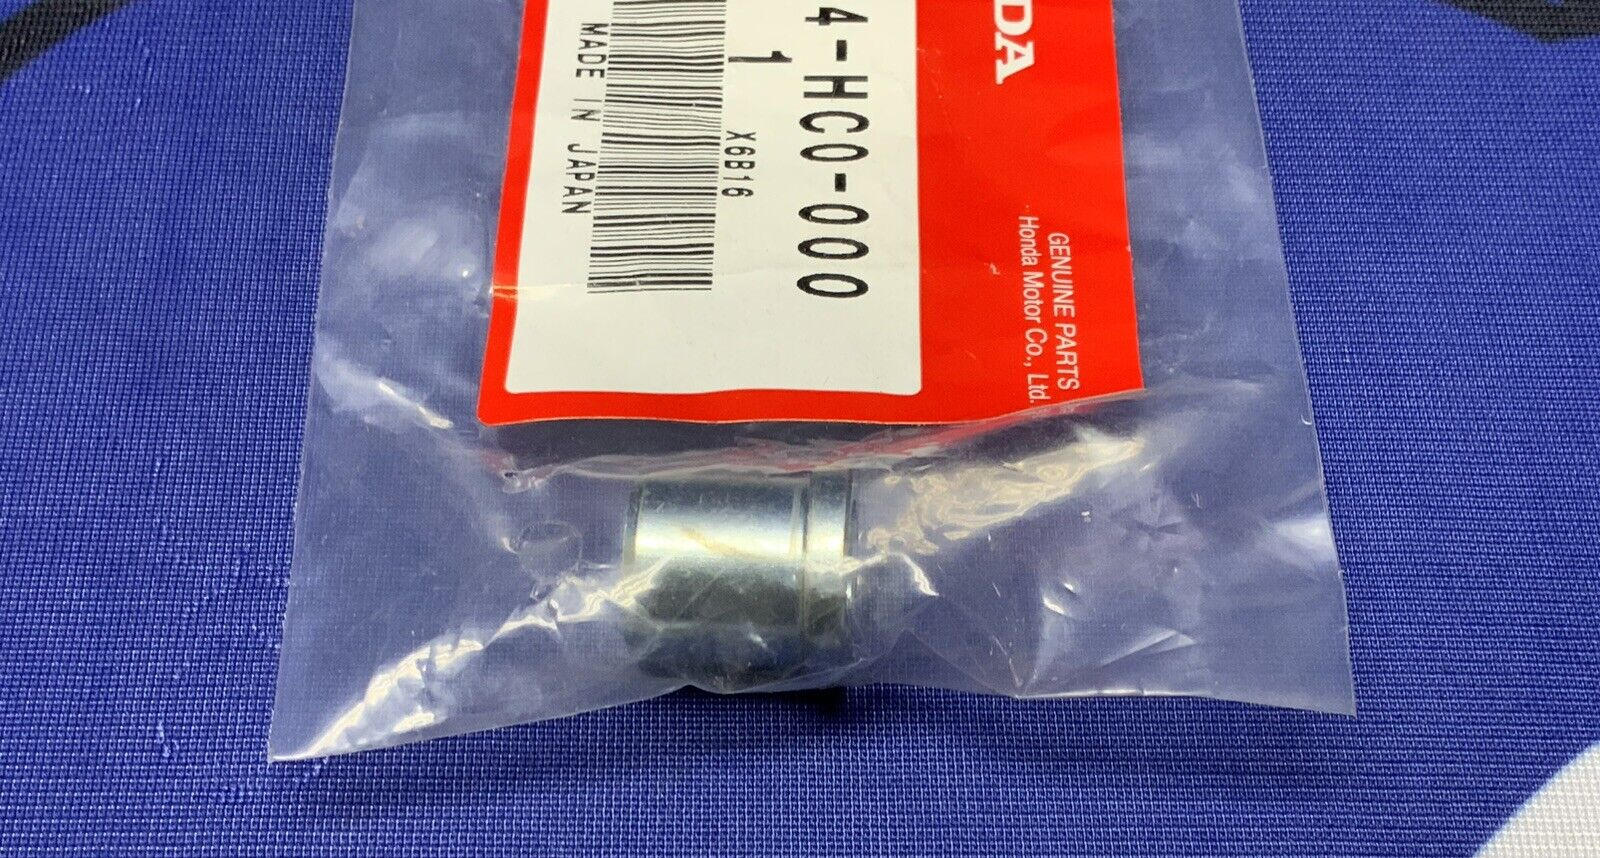 DA
4-HC0-000
1
X6B16
MADE IN JAPAN
GENUINE PARTS
Honda Motor Co., Ltd.